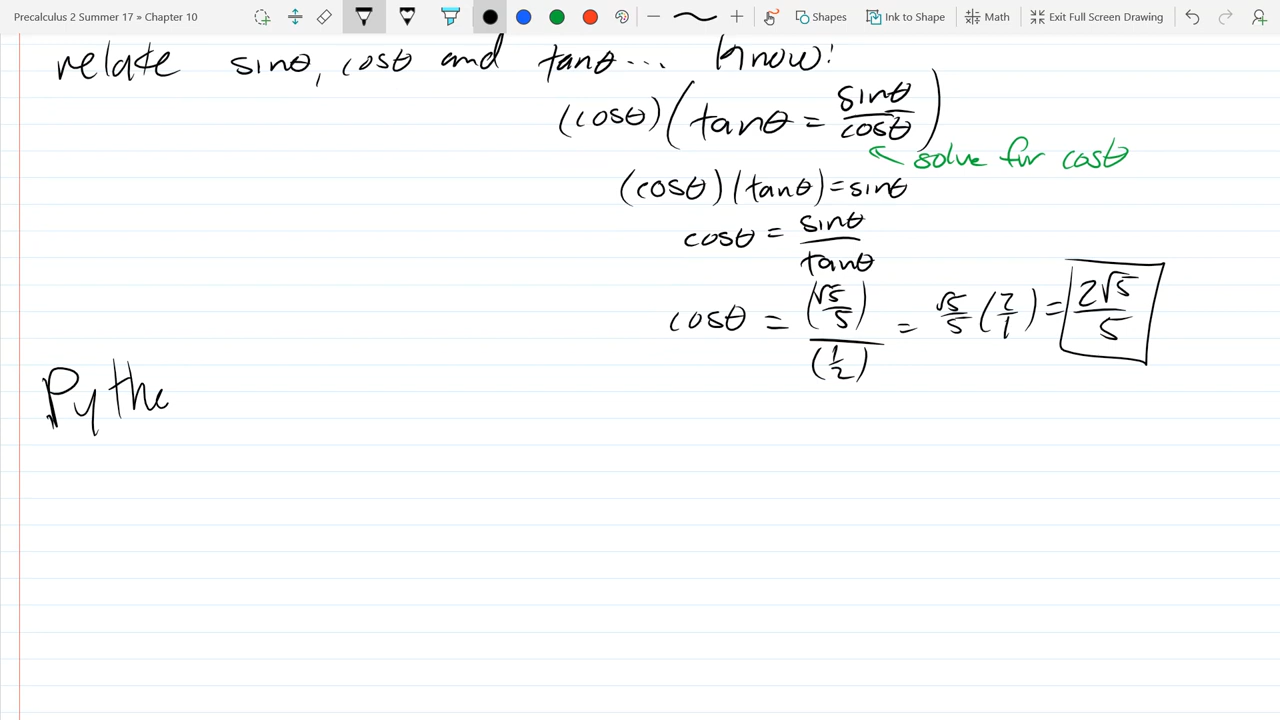 Precalculus 2 Summer 17 » Chapter 10 Shapes Ink to Shape Math Exit Full Screen Drawing
relate sinθ, cosθ and tanθ... know:
(cosθ)(tanθ = sinθ/cosθ)
solve for cosθ
(cosθ)(tanθ)=sinθ
cosθ = sinθ/tanθ
cosθ = (√5/5)/(1/2) = √5/5 (2/1) = 2√5/5
Pytha